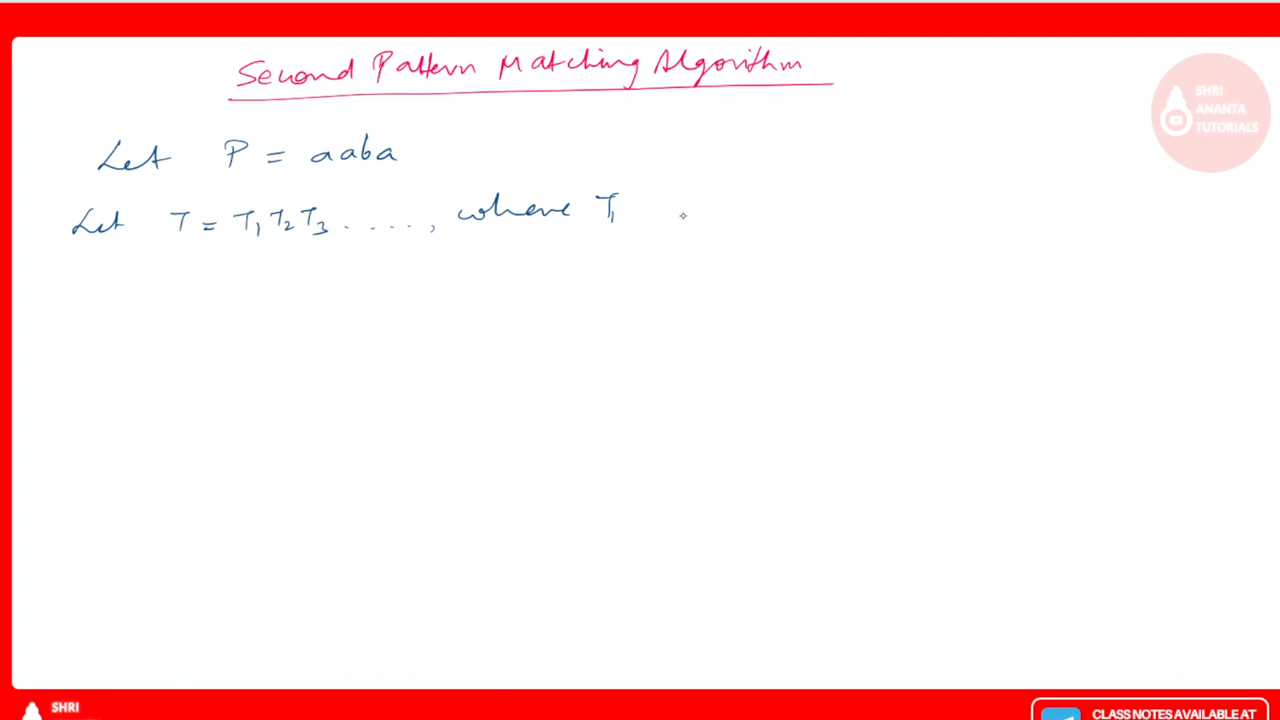 Second Pattern Matching Algorithm
SHRI
ANANTA
TUTORIALS
Let P = aaba
Let T = T₁ T₂ T₃ . . . . . , where T₁
SHRI
CLASS NOTES AVAILABLE AT